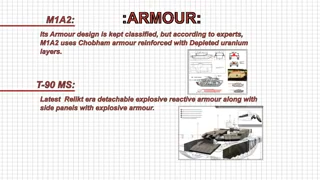 :ARMOUR:
M1A2:
Its Armour design is kept classified, but according to experts,
M1A2 uses Chobham armour reinforced with Depleted uranium
layers.
T-90 MS:
Latest Relikt era detachable explosive reactive armour along with
side panels with explosive armour.